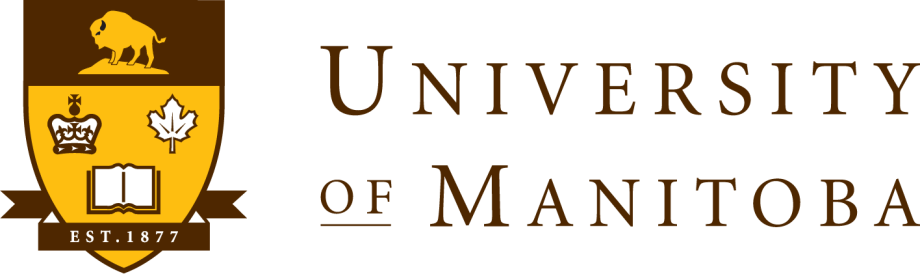 UNIVERSITY
OF MANITOBA
EST.1877